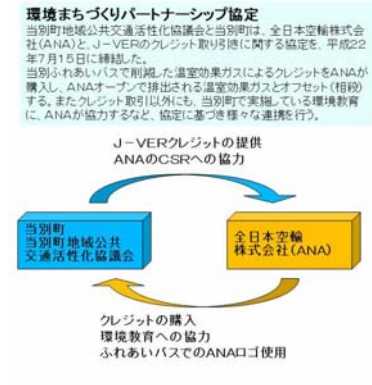 環境まちづくりパートナーシップ協定
当別町地域公共交通活性化協議会と当別町は、全日本空輸株式会
社(ANA)と、J－VERのクレジット取り引きに関する協定を、平成22
年7月15日に締結した。
当別ふれあいバスで削減した温室効果ガスによるクレジットをANAが
購入し、ANAオープンで排出される温室効果ガスとオフセット(相殺)
する。またクレジット取引以外にも、当別町で実施している環境教育
に、ANAが協力するなど、協定に基づき様々な連携を行う。
J－VERクレジットの提供
ANAのCSRへの協力
当別町
当別町地域公共
交通活性化協議会
全日本空輸
株式会社(ANA)
クレジットの購入
環境教育への協力
ふれあいバスでのANAロゴ使用